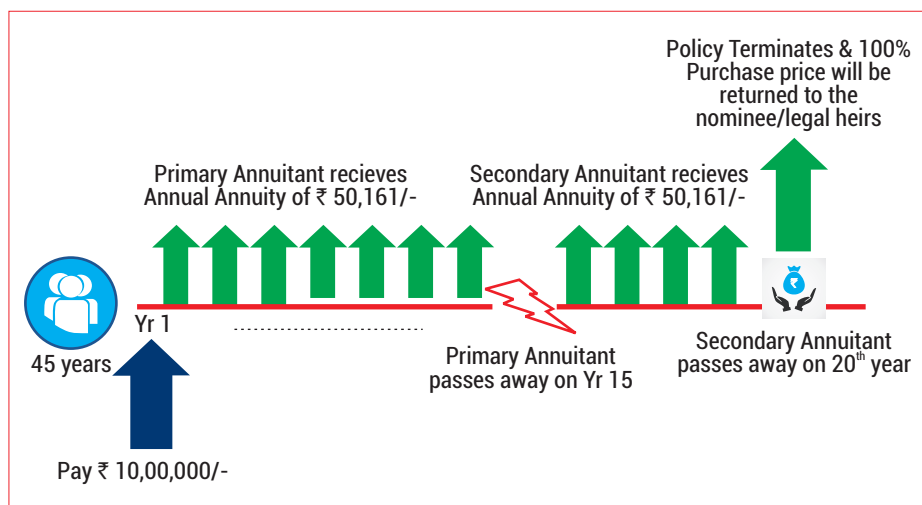 Policy Terminates & 100%
Purchase price will be
returned to the
nominee/legal heirs
Primary Annuitant recieves
Annual Annuity of ₹ 50,161/-
Secondary Annuitant recieves
Annual Annuity of ₹ 50,161/-
45 years
Yr 1
Primary Annuitant
passes away on Yr 15
Secondary Annuitant
passes away on 20th year
Pay ₹ 10,00,000/-